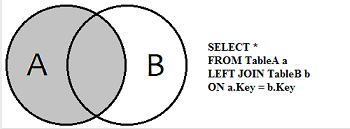 A
B
SELECT *
FROM TableA a
LEFT JOIN TableB b
ON a.Key = b.Key